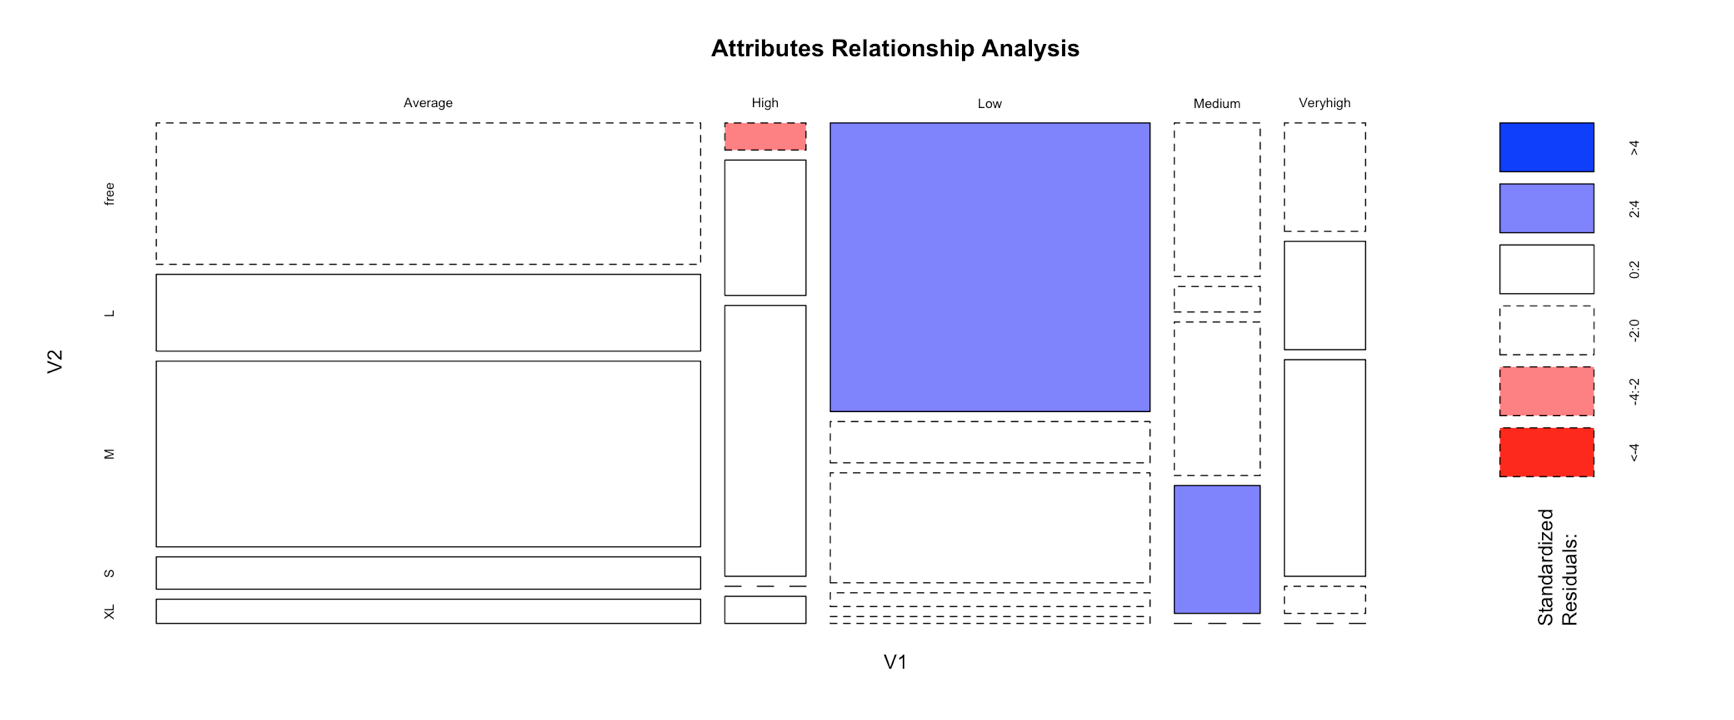 Attributes Relationship Analysis
Average
High
Low
Medium
Veryhigh
free
L
M
S
XL
V2
V1
>4
2:4
0:2
-2:0
-4:-2
<-4
Standardized
Residuals: